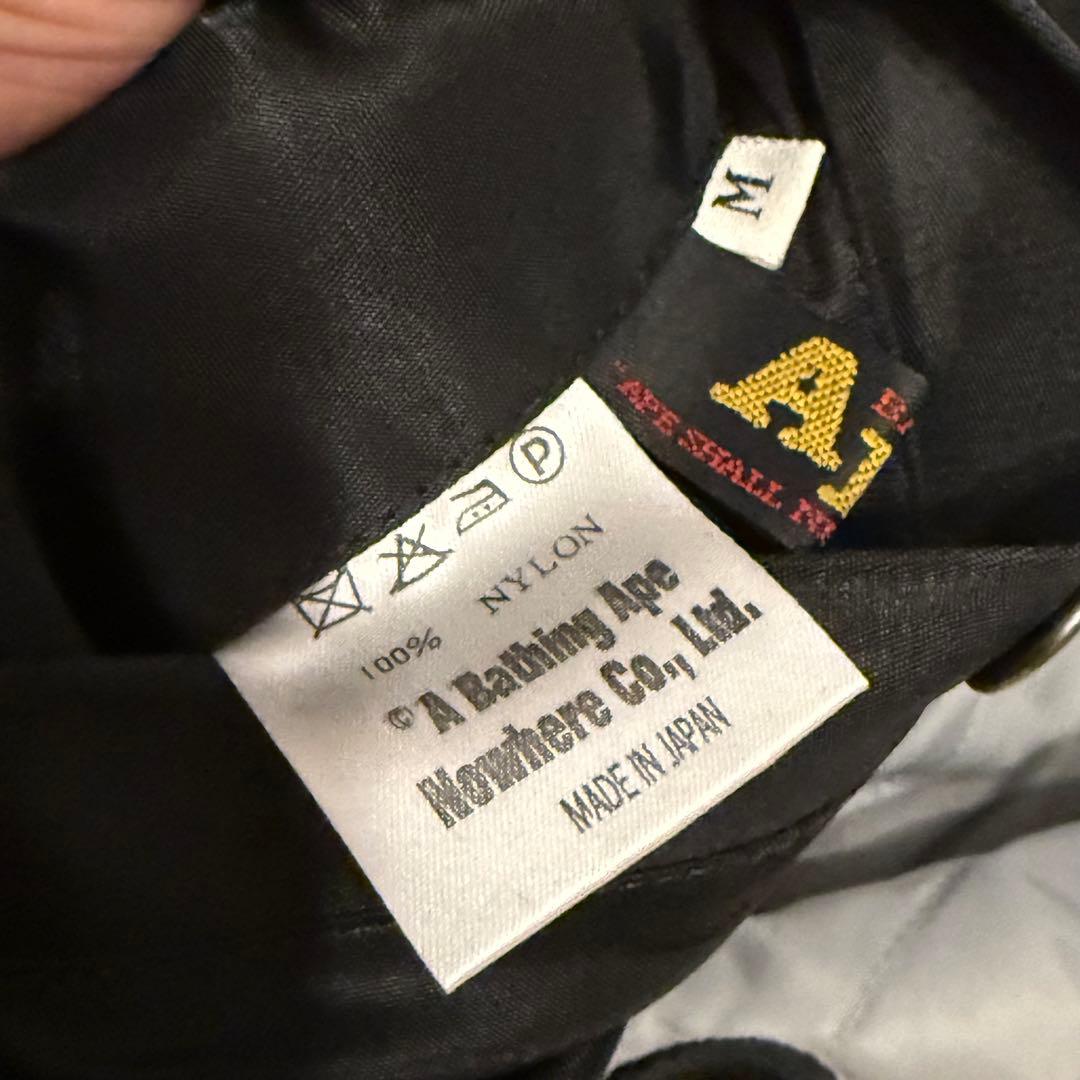 M
A
APE SHALL
P
100% NYLON
© "A Bathing Ape
Nowhere Co., Ltd.
MADE IN JAPAN